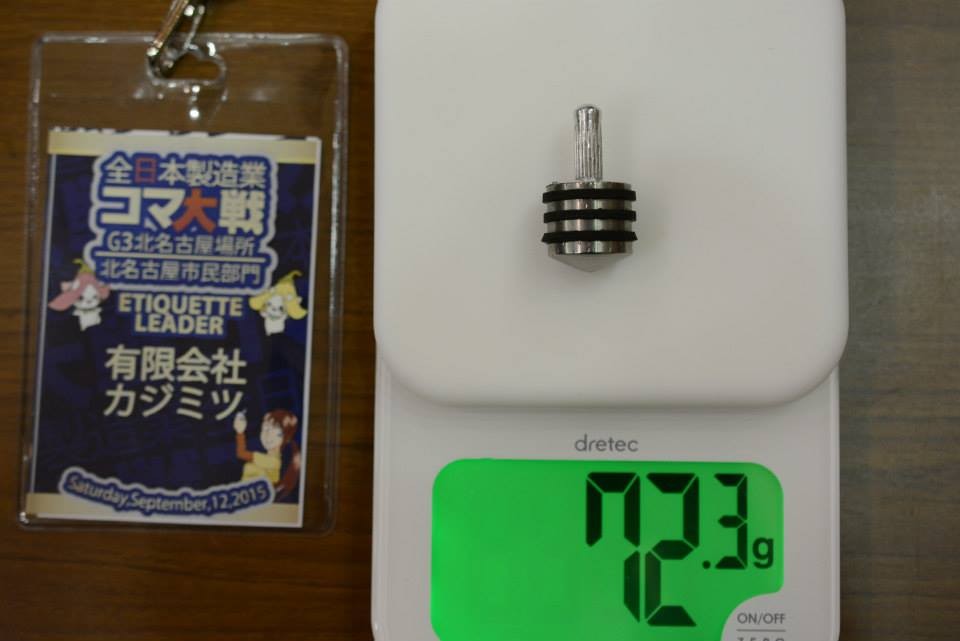 全日本製造業
コマ大戦
G3北名古屋場所
北名古屋市民部門
ETIQUETTE
LEADER
有限会社
カジミツ
Saturday,September,12,2015
dretec
72.3g
ON/OFF